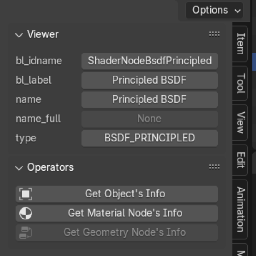 Options
Viewer
bl_idname ShaderNodeBsdfPrincipled
bl_label Principled BSDF
name Principled BSDF
name_full None
type BSDF_PRINCIPLED
Operators
Get Object's Info
Get Material Node's Info
Get Geometry Node's Info
Item
Tool
View
Edit
Animation